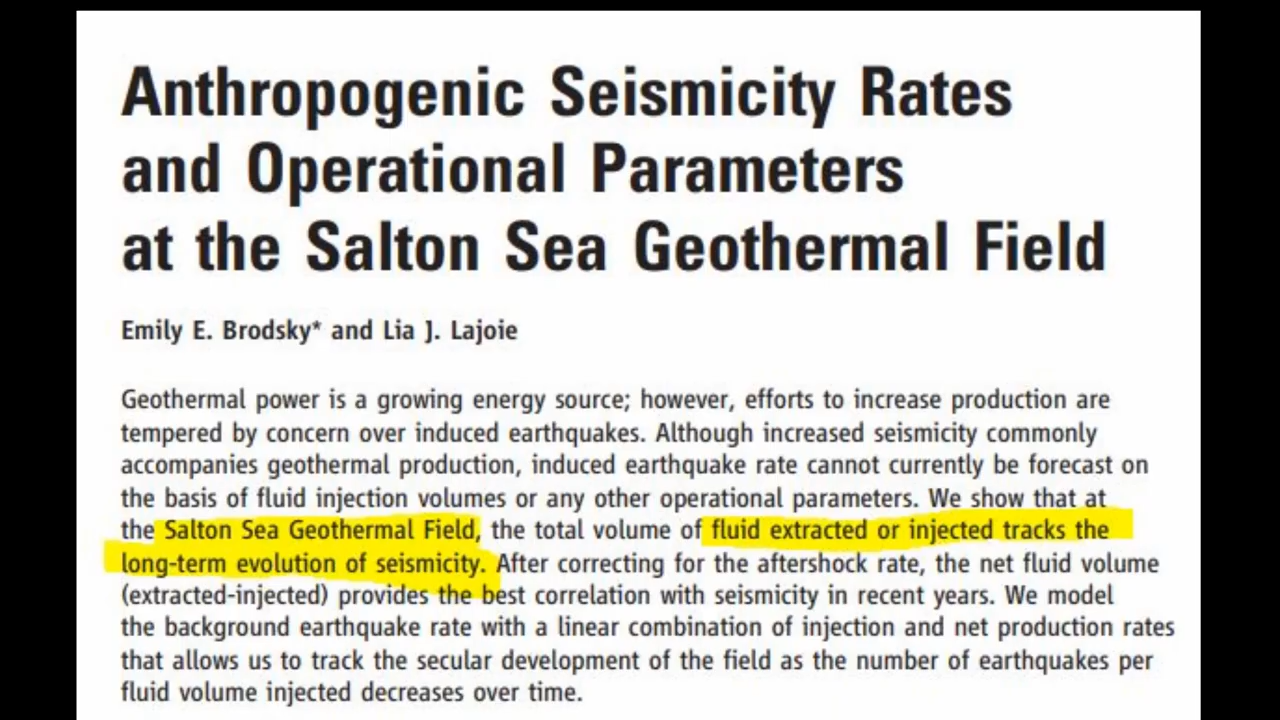 Anthropogenic Seismicity Rates
and Operational Parameters
at the Salton Sea Geothermal Field
Emily E. Brodsky* and Lia J. Lajoie
Geothermal power is a growing energy source; however, efforts to increase production are
tempered by concern over induced earthquakes. Although increased seismicity commonly
accompanies geothermal production, induced earthquake rate cannot currently be forecast on
the basis of fluid injection volumes or any other operational parameters. We show that at
the Salton Sea Geothermal Field, the total volume of fluid extracted or injected tracks the
long-term evolution of seismicity. After correcting for the aftershock rate, the net fluid volume
(extracted-injected) provides the best correlation with seismicity in recent years. We model
the background earthquake rate with a linear combination of injection and net production rates
that allows us to track the secular development of the field as the number of earthquakes per
fluid volume injected decreases over time.